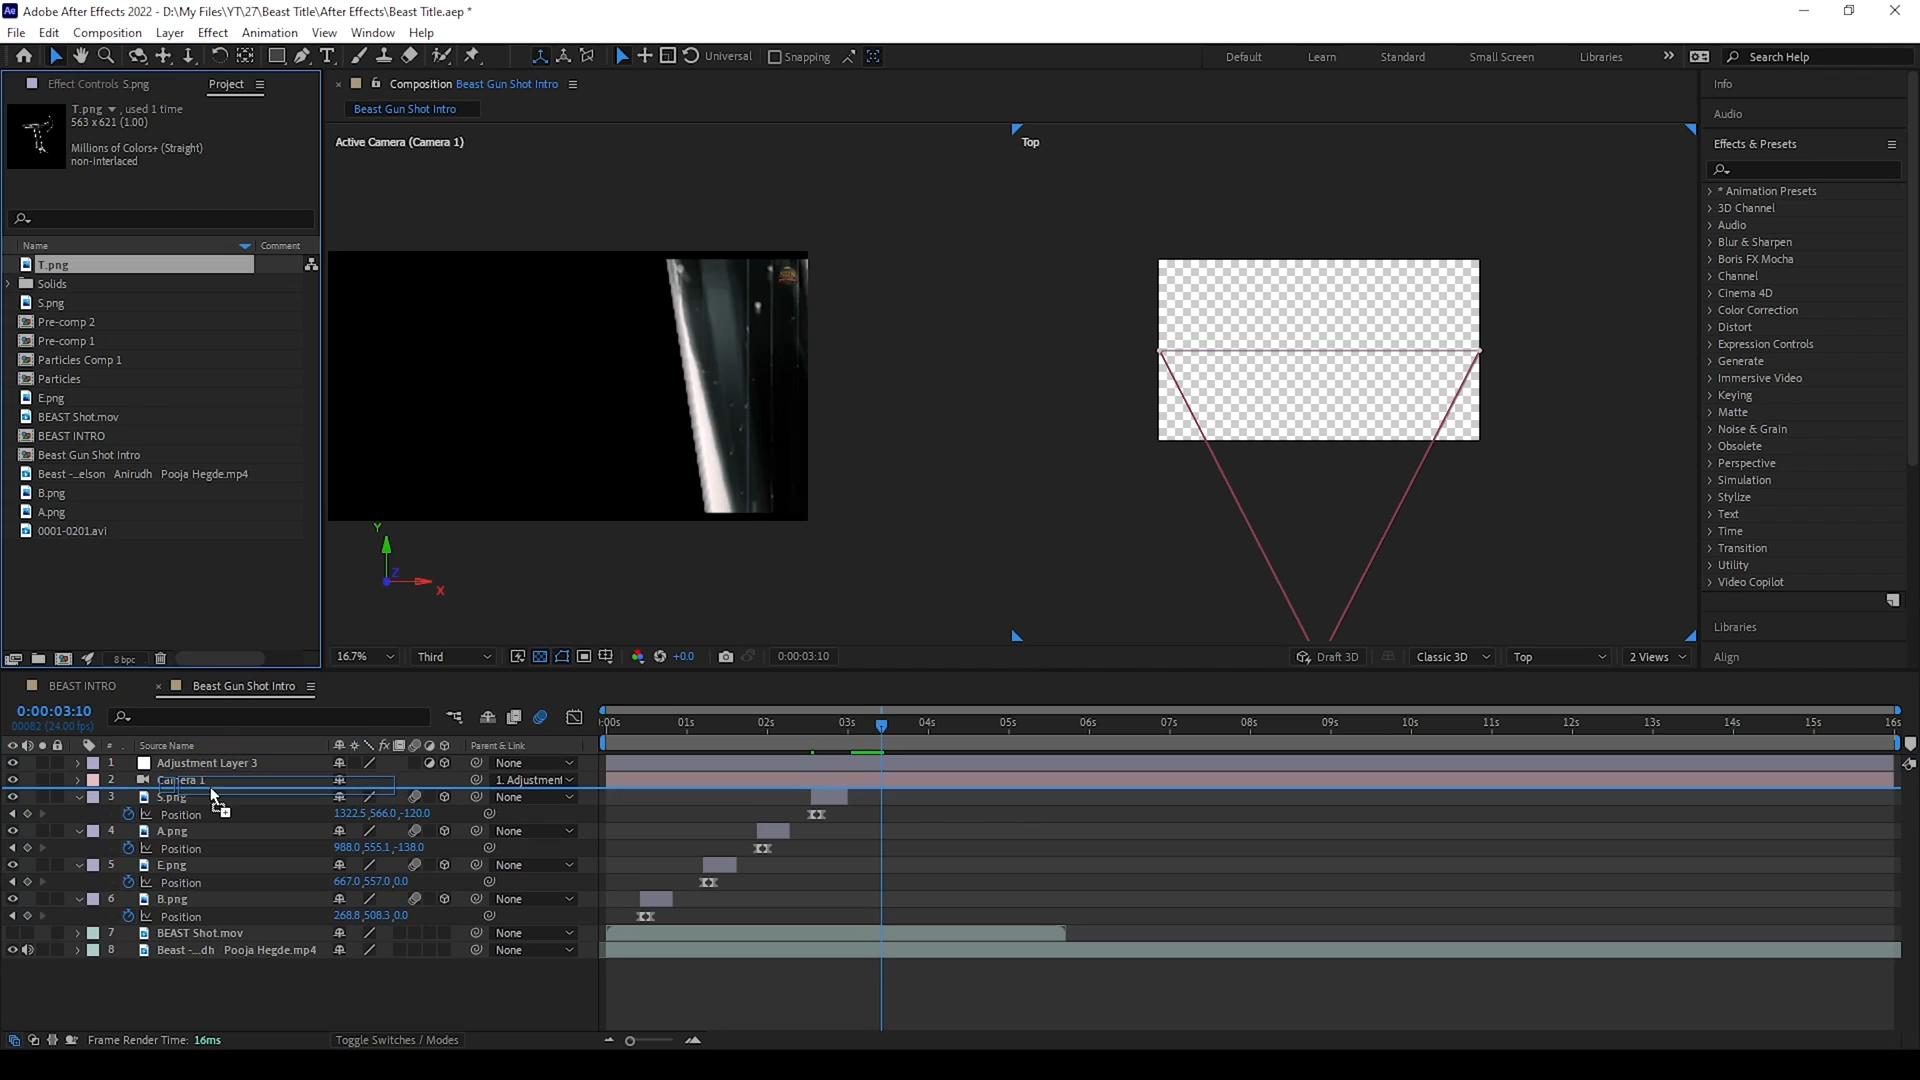 Adobe After Effects 2022 - D:\My Files\YT\27\Beast Title\After Effects\Beast Title.aep *
File Edit Composition Layer Effect Animation View Window Help
Universal Snapping Default Learn Standard Small Screen Libraries Search Help
Effect Controls S.png Project
Composition Beast Gun Shot Intro
Beast Gun Shot Intro
T.png , used 1 time
563 x 621 (1.00)
Millions of Colors+ (Straight)
non-interlaced
Name Comment
T.png
Solids
S.png
Pre-comp 2
Pre-comp 1
Particles Comp 1
Particles
E.png
BEAST Shot.mov
BEAST INTRO
Beast Gun Shot Intro
Beast -...elson Anirudh Pooja Hegde.mp4
B.png
A.png
0001-0201.avi
8 bpc
Active Camera (Camera 1)
Top
Y
Z
X
16.7% Third +0.0 0:00:03:10 Draft 3D Classic 3D Top 2 Views
Info
Audio
Effects & Presets
* Animation Presets
3D Channel
Audio
Blur & Sharpen
Boris FX Mocha
Channel
Cinema 4D
Color Correction
Distort
Expression Controls
Generate
Immersive Video
Keying
Matte
Noise & Grain
Obsolete
Perspective
Simulation
Stylize
Text
Time
Transition
Utility
Video Copilot
Libraries
Align
BEAST INTRO Beast Gun Shot Intro
0:00:03:10
00082 (24.00 fps)
:00s 01s 02s 03s 04s 05s 06s 07s 08s 09s 10s 11s 12s 13s 14s 15s 16s
# Source Name Parent & Link
1 Adjustment Layer 3 None
2 Camera 1 1. Adjustment
3 S.png None
Position 1322.5,566.0,-120.0
4 A.png None
Position 988.0,555.1,-138.0
5 E.png None
Position 667.0,557.0,0.0
6 B.png None
Position 268.8,508.3,0.0
7 BEAST Shot.mov None
8 Beast -...dh Pooja Hegde.mp4 None
Frame Render Time: 16ms Toggle Switches / Modes